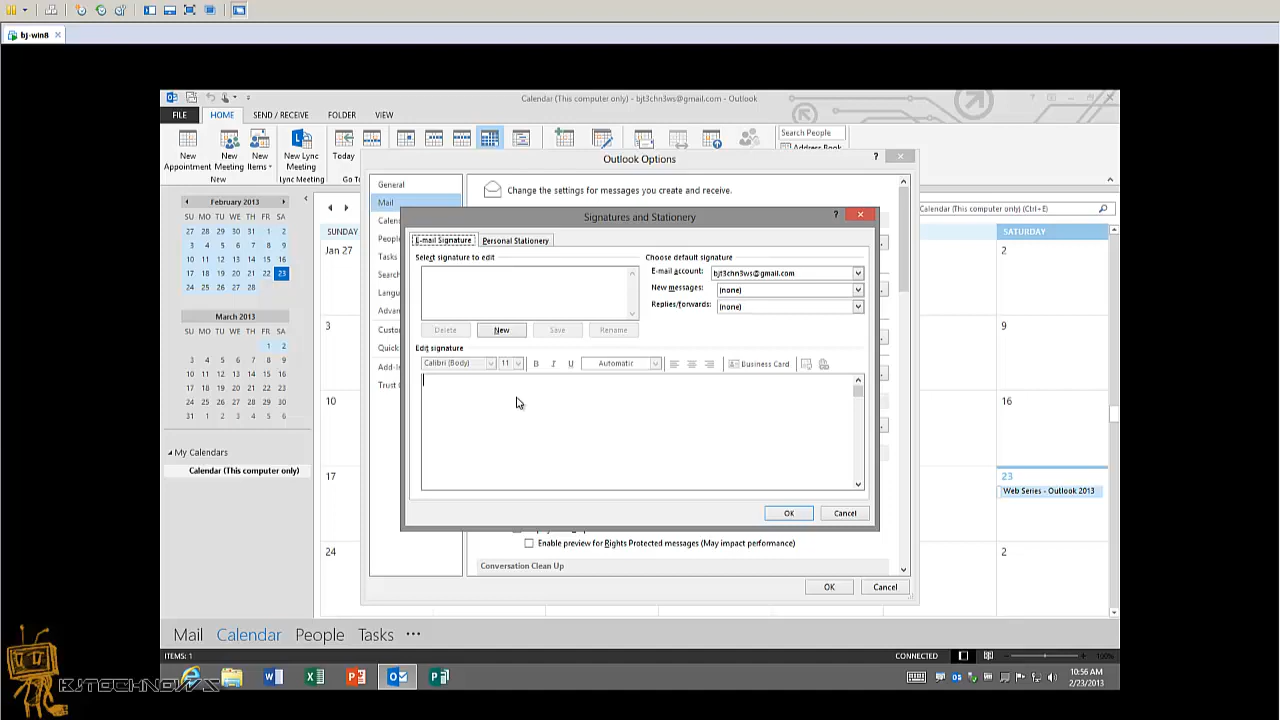 bj-win8
Calendar (This computer only) - bjt3chn3ws@gmail.com - Outlook
FILE HOME SEND / RECEIVE FOLDER VIEW
New Appointment
New Meeting
New Items
New Lync Meeting
Today
Search People
Address Book
New
Lync Meeting
Go To
Outlook Options
General
Mail
People
Tasks
Search
Change the settings for messages you create and receive.
February 2013
SU MO TU WE TH FR SA
27 28 29 30 31 1 2
3 4 5 6 7 8 9
10 11 12 13 14 15 16
17 18 19 20 21 22 23
24 25 26 27 28
March 2013
1 2
3 4 5 6 7 8 9
10 11 12 13 14 15 16
17 18 19 20 21 22 23
24 25 26 27 28 29 30
31 1 2 3 4 5 6
My Calendars
Calendar (This computer only)
Calendar (This computer only) (Ctrl+E)
SUNDAY
SATURDAY
Jan 27
2
3
9
10
16
17
23
Web Series - Outlook 2013
24
2
Signatures and Stationery
E-mail Signature
Personal Stationery
Select signature to edit
Choose default signature
E-mail account: bjt3chn3ws@gmail.com
New messages: (none)
Replies/forwards: (none)
Delete New Save Rename
Edit signature
Calibri (Body) 11 B I U Automatic Business Card
OK Cancel
Enable preview for Rights Protected messages (May impact performance)
Conversation Clean Up
OK Cancel
Mail Calendar People Tasks ...
ITEMS: 1
CONNECTED
100%
10:56 AM
2/23/2013
BJTECHNEWS